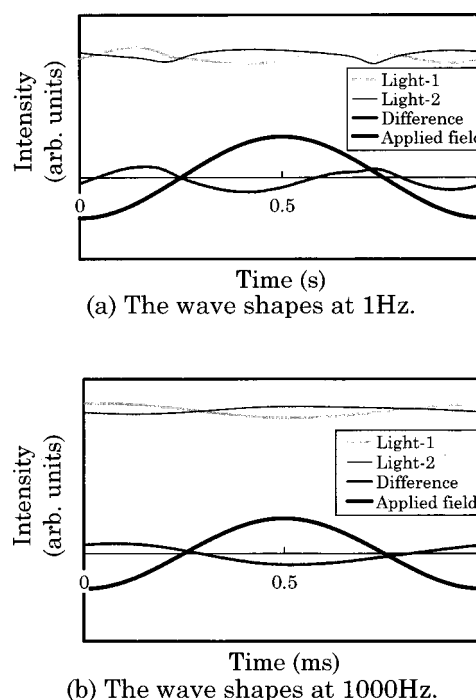 Intensity
(arb. units)
Light-1
Light-2
Difference
Applied field
0
0.5
Time (s)
(a) The wave shapes at 1Hz.
Intensity
(arb. units)
Light-1
Light-2
Difference
Applied field
0
0.5
Time (ms)
(b) The wave shapes at 1000Hz.